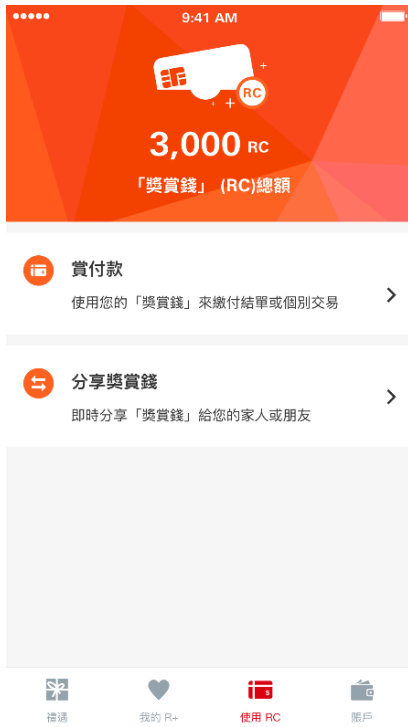 9:41 AM
RC
3,000 RC
「獎賞錢」 (RC)總額
賞付款
使用您的「獎賞錢」來繳付結單或個別交易
分享獎賞錢
即時分享「獎賞錢」給您的家人或朋友
禮遇
我的 R+
使用 RC
賬戶